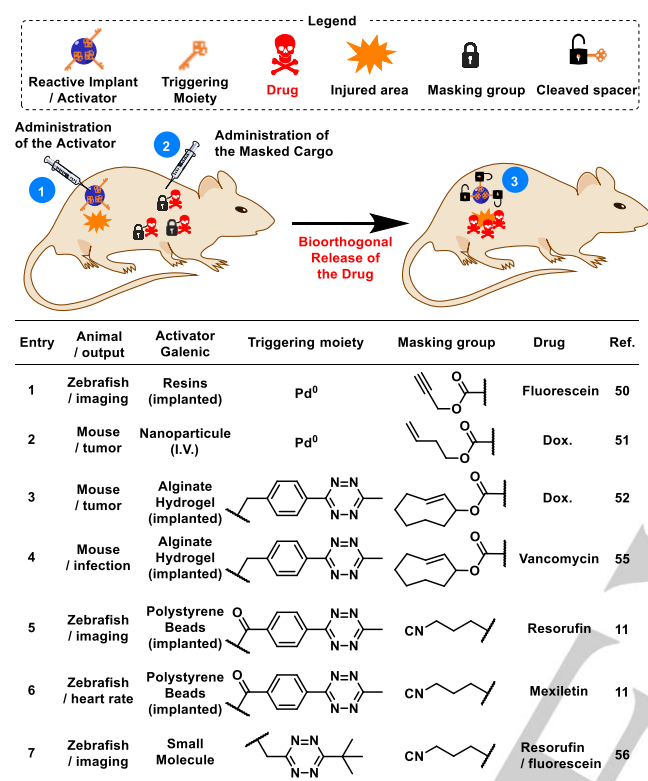 Legend
Reactive Implant
/ Activator
Triggering
Moiety
Drug
Injured area
Masking group
Cleaved spacer
Administration
of the Activator
1
2
Administration of
the Masked Cargo
3
Bioorthogonal
Release of
the Drug
Entry Animal / output Activator Galenic Triggering moiety Masking group Drug Ref.
1 Zebrafish / imaging Resins (implanted) Pd⁰ O O Fluorescein 50
2 Mouse / tumor Nanoparticule (I.V.) Pd⁰ O O Dox. 51
3 Mouse / tumor Alginate Hydrogel (implanted) N=N N=N O O Dox. 52
4 Mouse / infection Alginate Hydrogel (implanted) N=N N=N O O Vancomycin 55
5 Zebrafish / imaging Polystyrene Beads (implanted) O N=N N=N CN Resorufin 11
6 Zebrafish / heart rate Polystyrene Beads (implanted) O N=N N=N CN Mexiletin 11
7 Zebrafish / imaging Small Molecule N=N N=N CN Resorufin / fluorescein 56